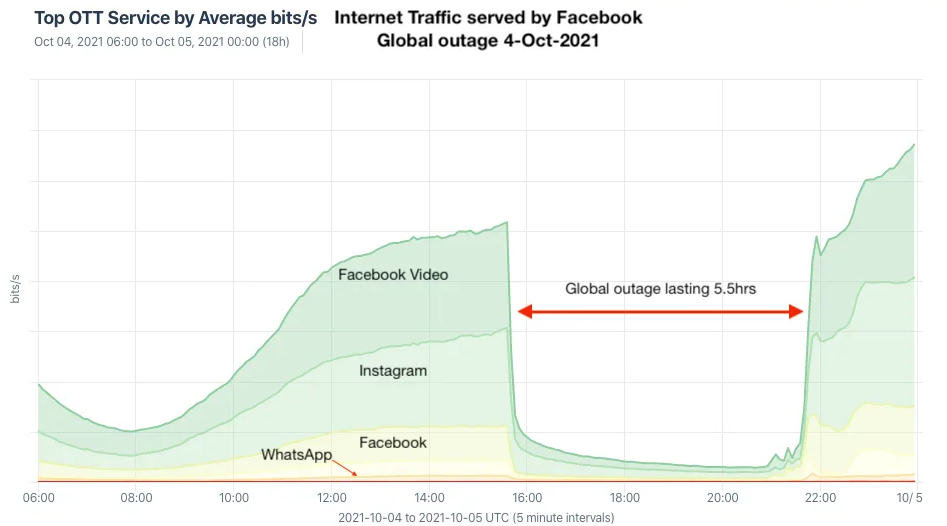 Top OTT Service by Average bits/s
Internet Traffic served by Facebook
Oct 04, 2021 06:00 to Oct 05, 2021 00:00 (18h)
Global outage 4-Oct-2021
Facebook Video
Global outage lasting 5.5hrs
bits/s
Instagram
Facebook
WhatsApp
06:00 08:00 10:00 12:00 14:00 16:00 18:00 20:00 22:00 10/5
2021-10-04 to 2021-10-05 UTC (5 minute intervals)